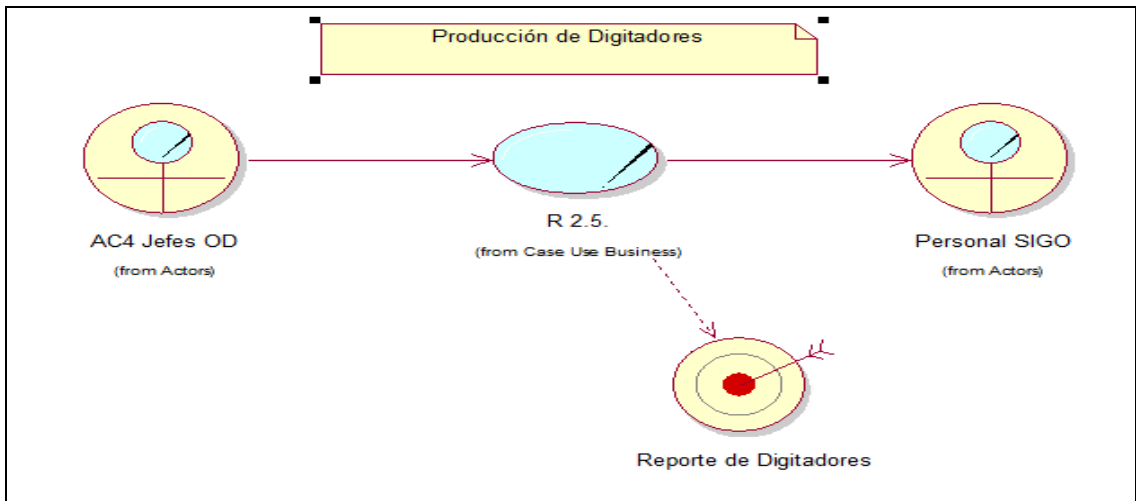 Producción de Digitadores
AC4 Jefes OD
(from Actors)
R 2.5.
(from Case Use Business)
Personal SIGO
(from Actors)
Reporte de Digitadores